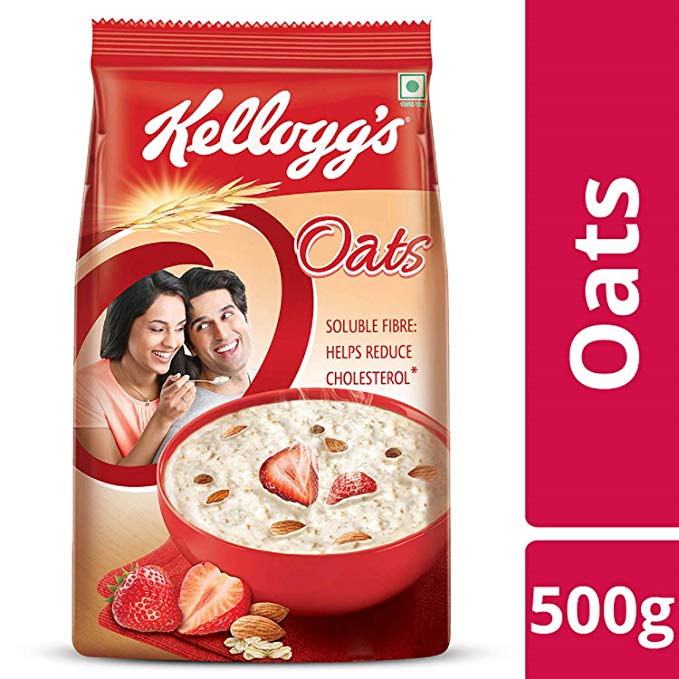 Kellogg's®
Oats
SOLUBLE FIBRE:
HELPS REDUCE
CHOLESTEROL*
Oats
500g